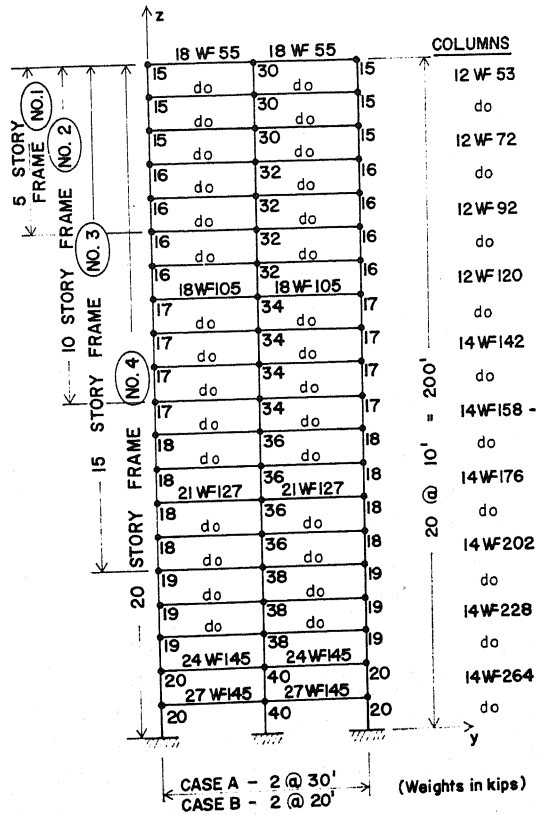 z
18 WF 55 18 WF 55 COLUMNS
15 30 15 12 WF 53
do do
15 30 15 do
do do
15 30 15 12 WF 72
do do
16 32 16 do
do do
16 32 16 12 WF 92
do do
16 32 16 do
do do
16 32 16 12 WF 120
18 WF 105 18 WF 105
17 34 17 do
do do
17 34 17 14 WF 142
do do
17 34 17 do
do do
17 34 17 14 WF 158 -
do do
18 36 18 do
do do
18 36 18 14 WF 176
21 WF 127 21 WF 127
18 36 18 do
do do
18 36 18 14 WF 202
do do
19 38 19 do
do do
19 38 19 14 WF 228
do do
19 38 19 do
24 WF 145 24 WF 145
20 40 20 14 WF 264
27 WF 145 27 WF 145
20 40 20 do
5 STORY
FRAME NO. 1
10 STORY FRAME NO. 2
15 STORY FRAME NO. 3
20 STORY FRAME NO. 4
20 @ 10' = 200'
y
CASE A - 2 @ 30'
CASE B - 2 @ 20'
(Weights in kips)